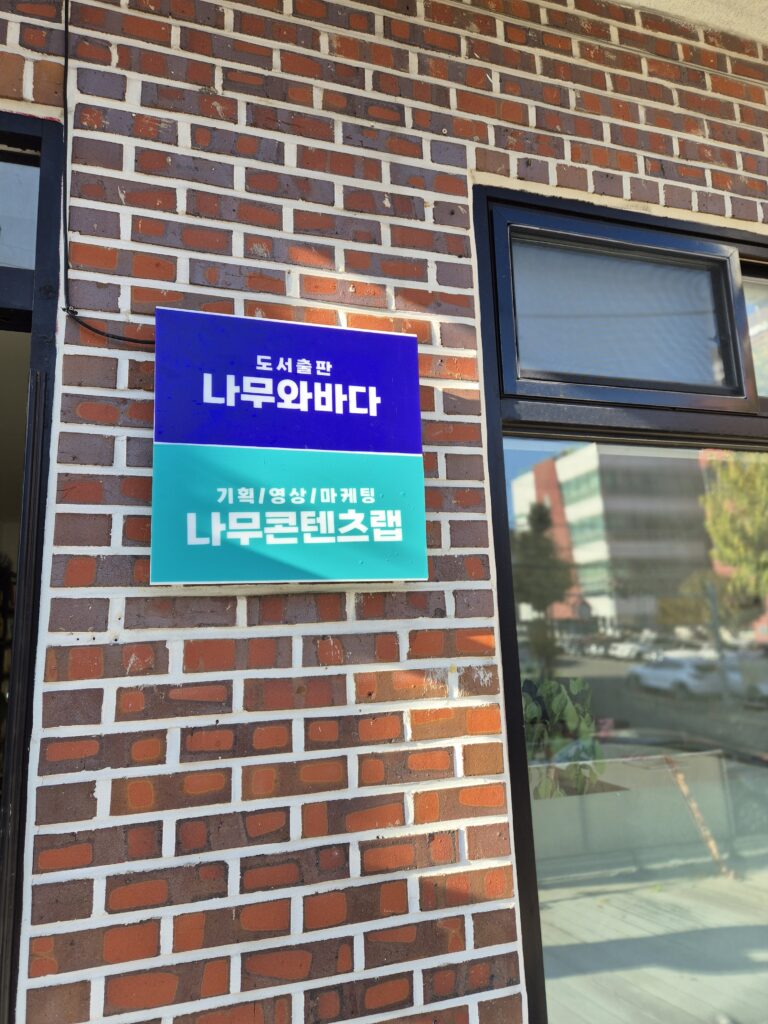 도서출판
나무와바다
기획/영상/마케팅
나무콘텐츠랩